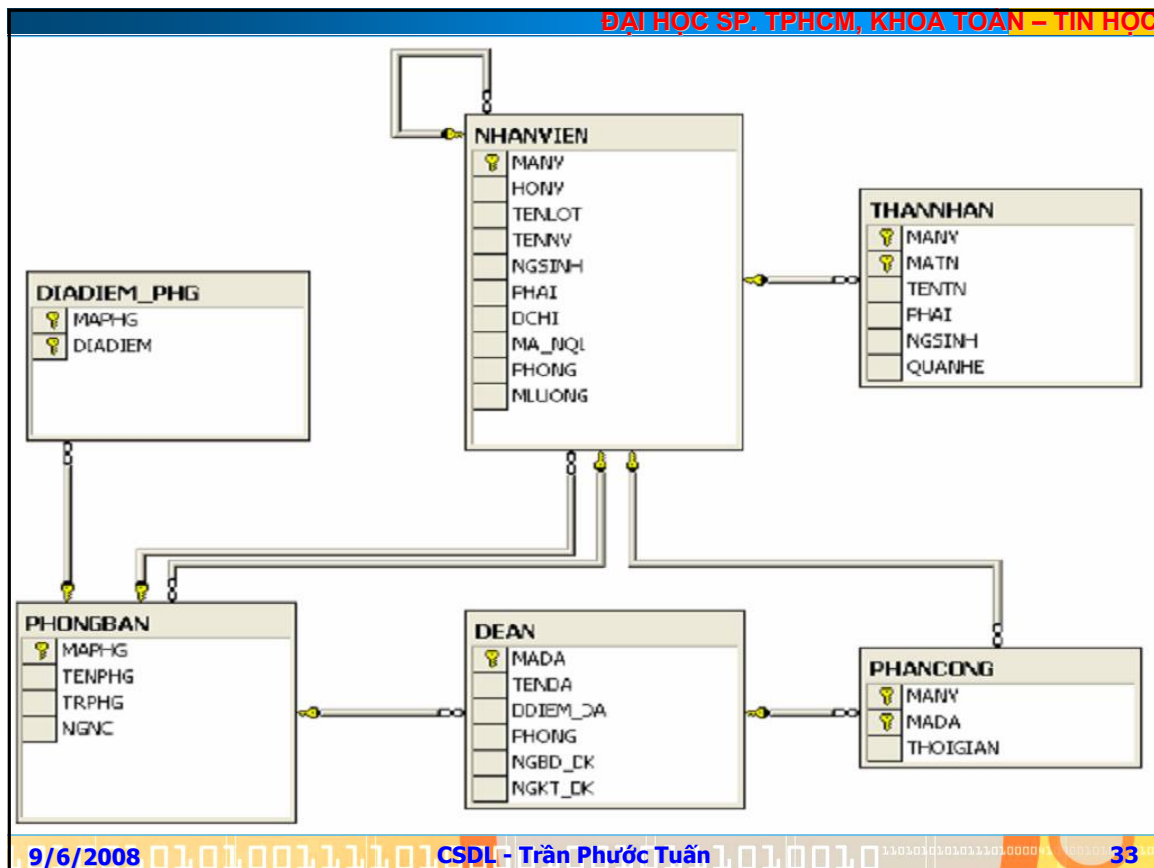 ĐẠI HỌC SP. TPHCM, KHOA TOÁN – TIN HỌC
NHANVIEN
MANV
HONV
TENLOT
TENNV
NGSINH
PHAI
DCHI
MA_NQL
PHONG
MLUONG
THANNHAN
MANV
MATN
TENTN
PHAI
NGSINH
QUANHE
DIADIEM_PHG
MAPHG
DIADIEM
PHONGBAN
MAPHG
TENPHG
TRPHG
NGNC
DEAN
MADA
TENDA
DDIEM_DA
PHONG
NGBD_DK
NGKT_DK
PHANCONG
MANV
MADA
THOIGIAN
9/6/2008
CSDL - Trần Phước Tuấn
33